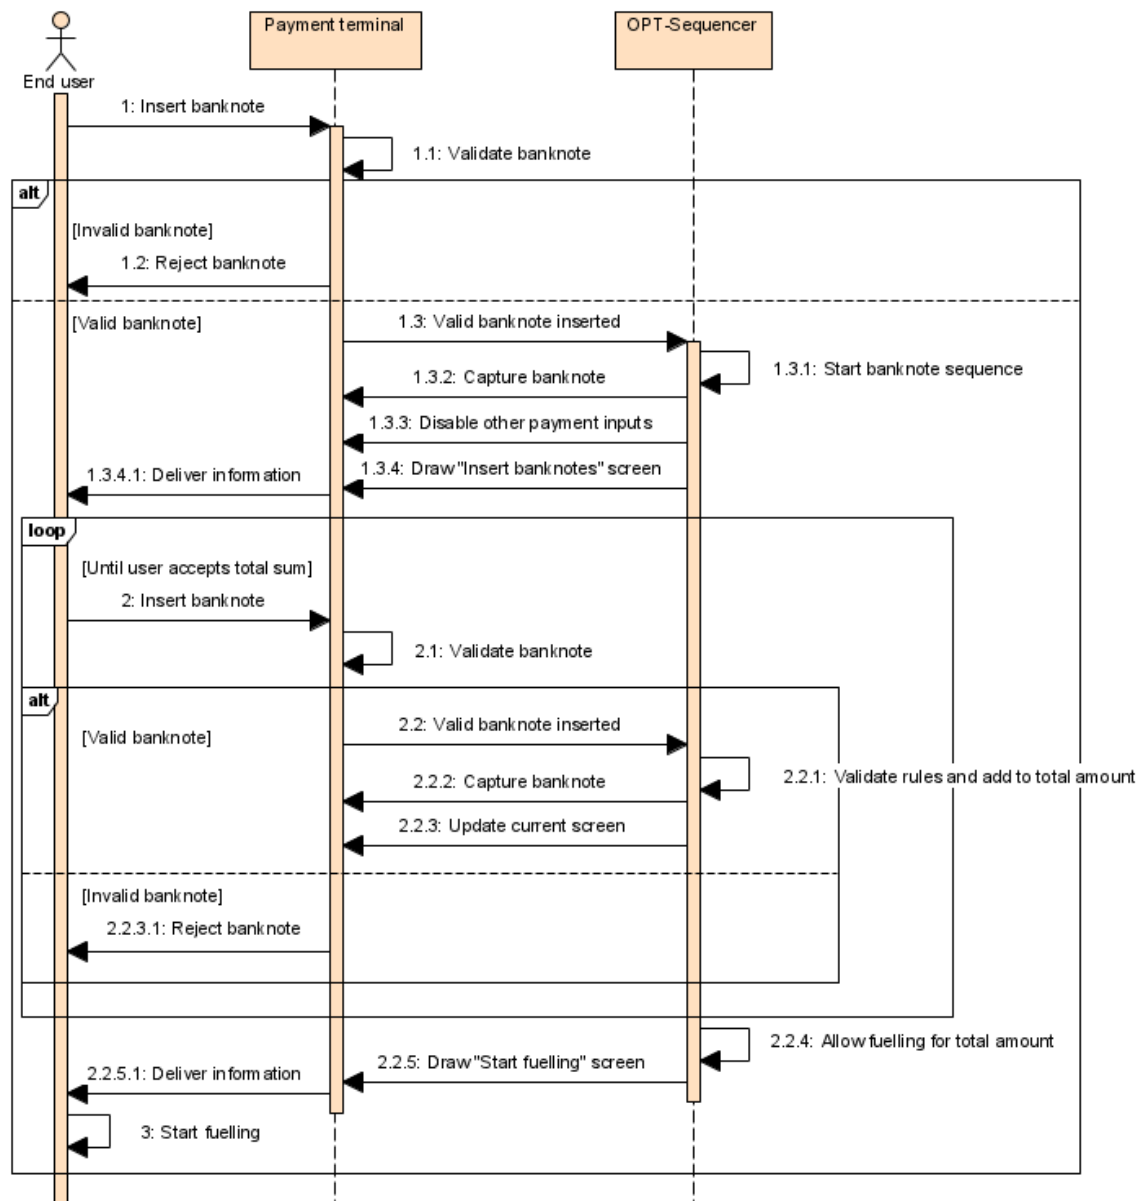 Payment terminal
OPT-Sequencer
End user
1: Insert banknote
1.1: Validate banknote
alt
[Invalid banknote]
1.2: Reject banknote
[Valid banknote]
1.3: Valid banknote inserted
1.3.1: Start banknote sequence
1.3.2: Capture banknote
1.3.3: Disable other payment inputs
1.3.4: Draw "Insert banknotes" screen
1.3.4.1: Deliver information
loop
[Until user accepts total sum]
2: Insert banknote
2.1: Validate banknote
alt
[Valid banknote]
2.2: Valid banknote inserted
2.2.1: Validate rules and add to total amount
2.2.2: Capture banknote
2.2.3: Update current screen
[Invalid banknote]
2.2.3.1: Reject banknote
2.2.4: Allow fuelling for total amount
2.2.5: Draw "Start fuelling" screen
2.2.5.1: Deliver information
3: Start fuelling